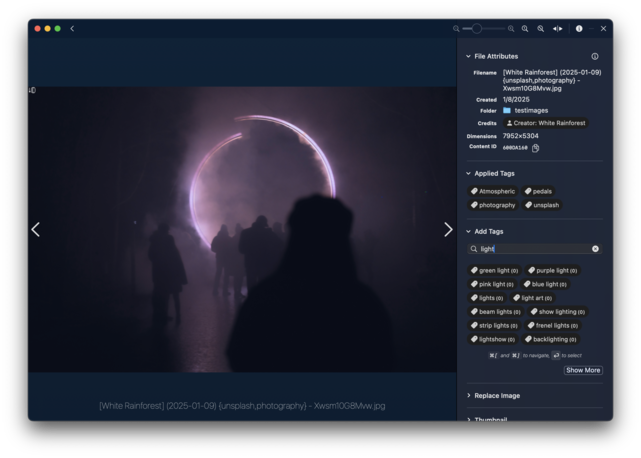 File Attributes
Filename [White Rainforest] (2025-01-09)
{unsplash,photography} -
Xwsm10G8Mvw.jpg
Created 1/8/2025
Folder testimages
Credits Creator: White Rainforest
Dimensions 7952×5304
Content ID 600DA160
Applied Tags
Atmospheric pedals
photography unsplash
Add Tags
light
green light (0) purple light (0)
pink light (0) blue light (0)
lights (0) light art (0)
beam lights (0) show lighting (0)
strip lights (0) frenel lights (0)
lightshow (0) backlighting (0)
⌘[ and ⌘] to navigate, to select
Show More
Replace Image
Thumbnail
[White Rainforest] (2025-01-09) {unsplash,photography} - Xwsm10G8Mvw.jpg